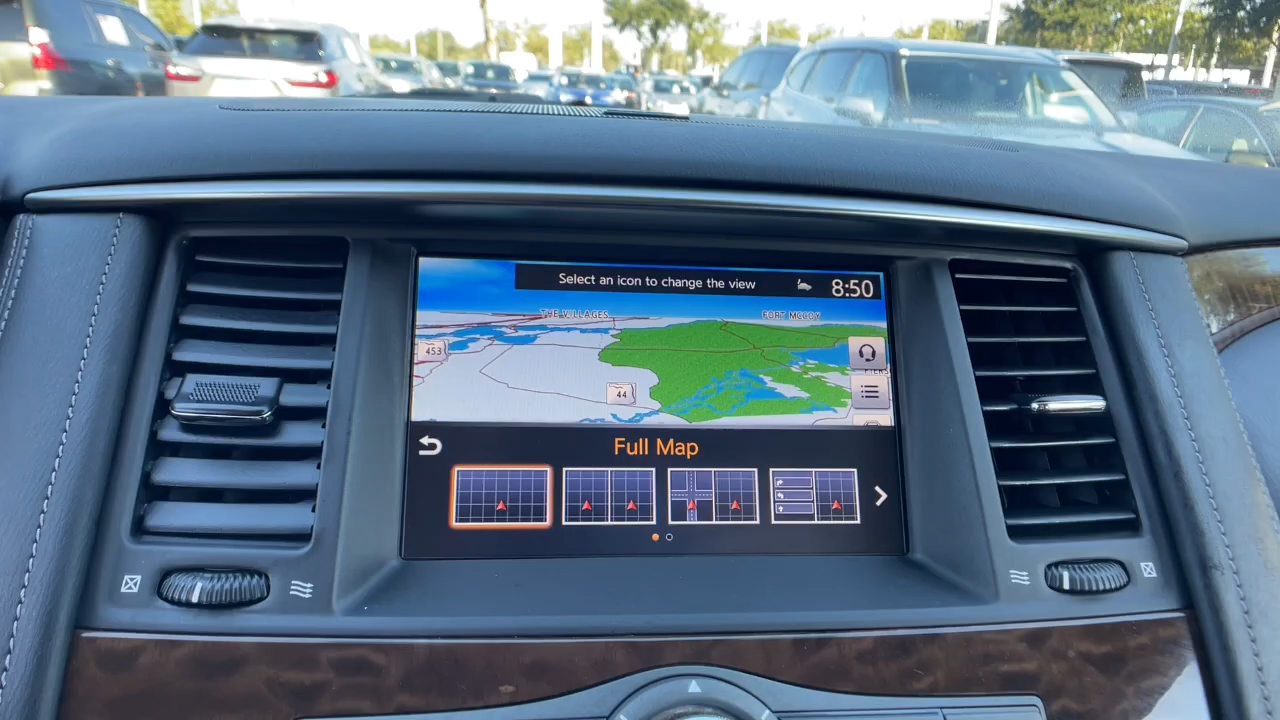 Select an icon to change the view
8:50
THE VILLAGES
FORT MCCOY
453
44
Full Map